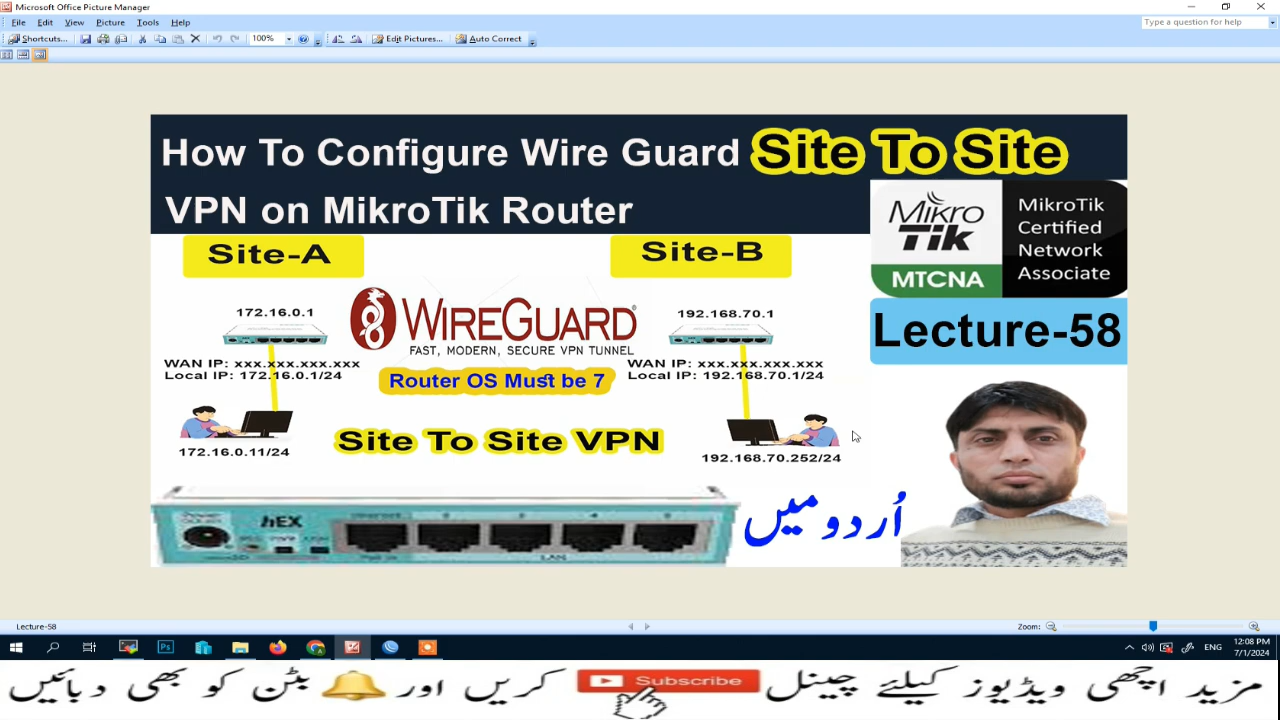 Microsoft Office Picture Manager
File Edit View Picture Tools Help
Type a question for help
Shortcuts... 100% Edit Pictures... Auto Correct
How To Configure Wire Guard Site To Site
VPN on MikroTik Router
Site-A
Site-B
MikroTik
MTCNA
MikroTik
Certified
Network
Associate
Lecture-58
172.16.0.1
WIREGUARD
FAST, MODERN, SECURE VPN TUNNEL
192.168.70.1
WAN IP: xxx.xxx.xxx.xxx
Local IP: 172.16.0.1/24
WAN IP: xxx.xxx.xxx.xxx
Local IP: 192.168.70.1/24
Router OS Must be 7
Site To Site VPN
172.16.0.11/24
192.168.70.252/24
hEX
LAN
اُردو میں
Lecture-58
Zoom:
ENG
12:08 PM
7/1/2024
مزید اچھی ویڈیوز کیلئے چینل Subscribe کریں اور بٹن کو بھی دبائیں